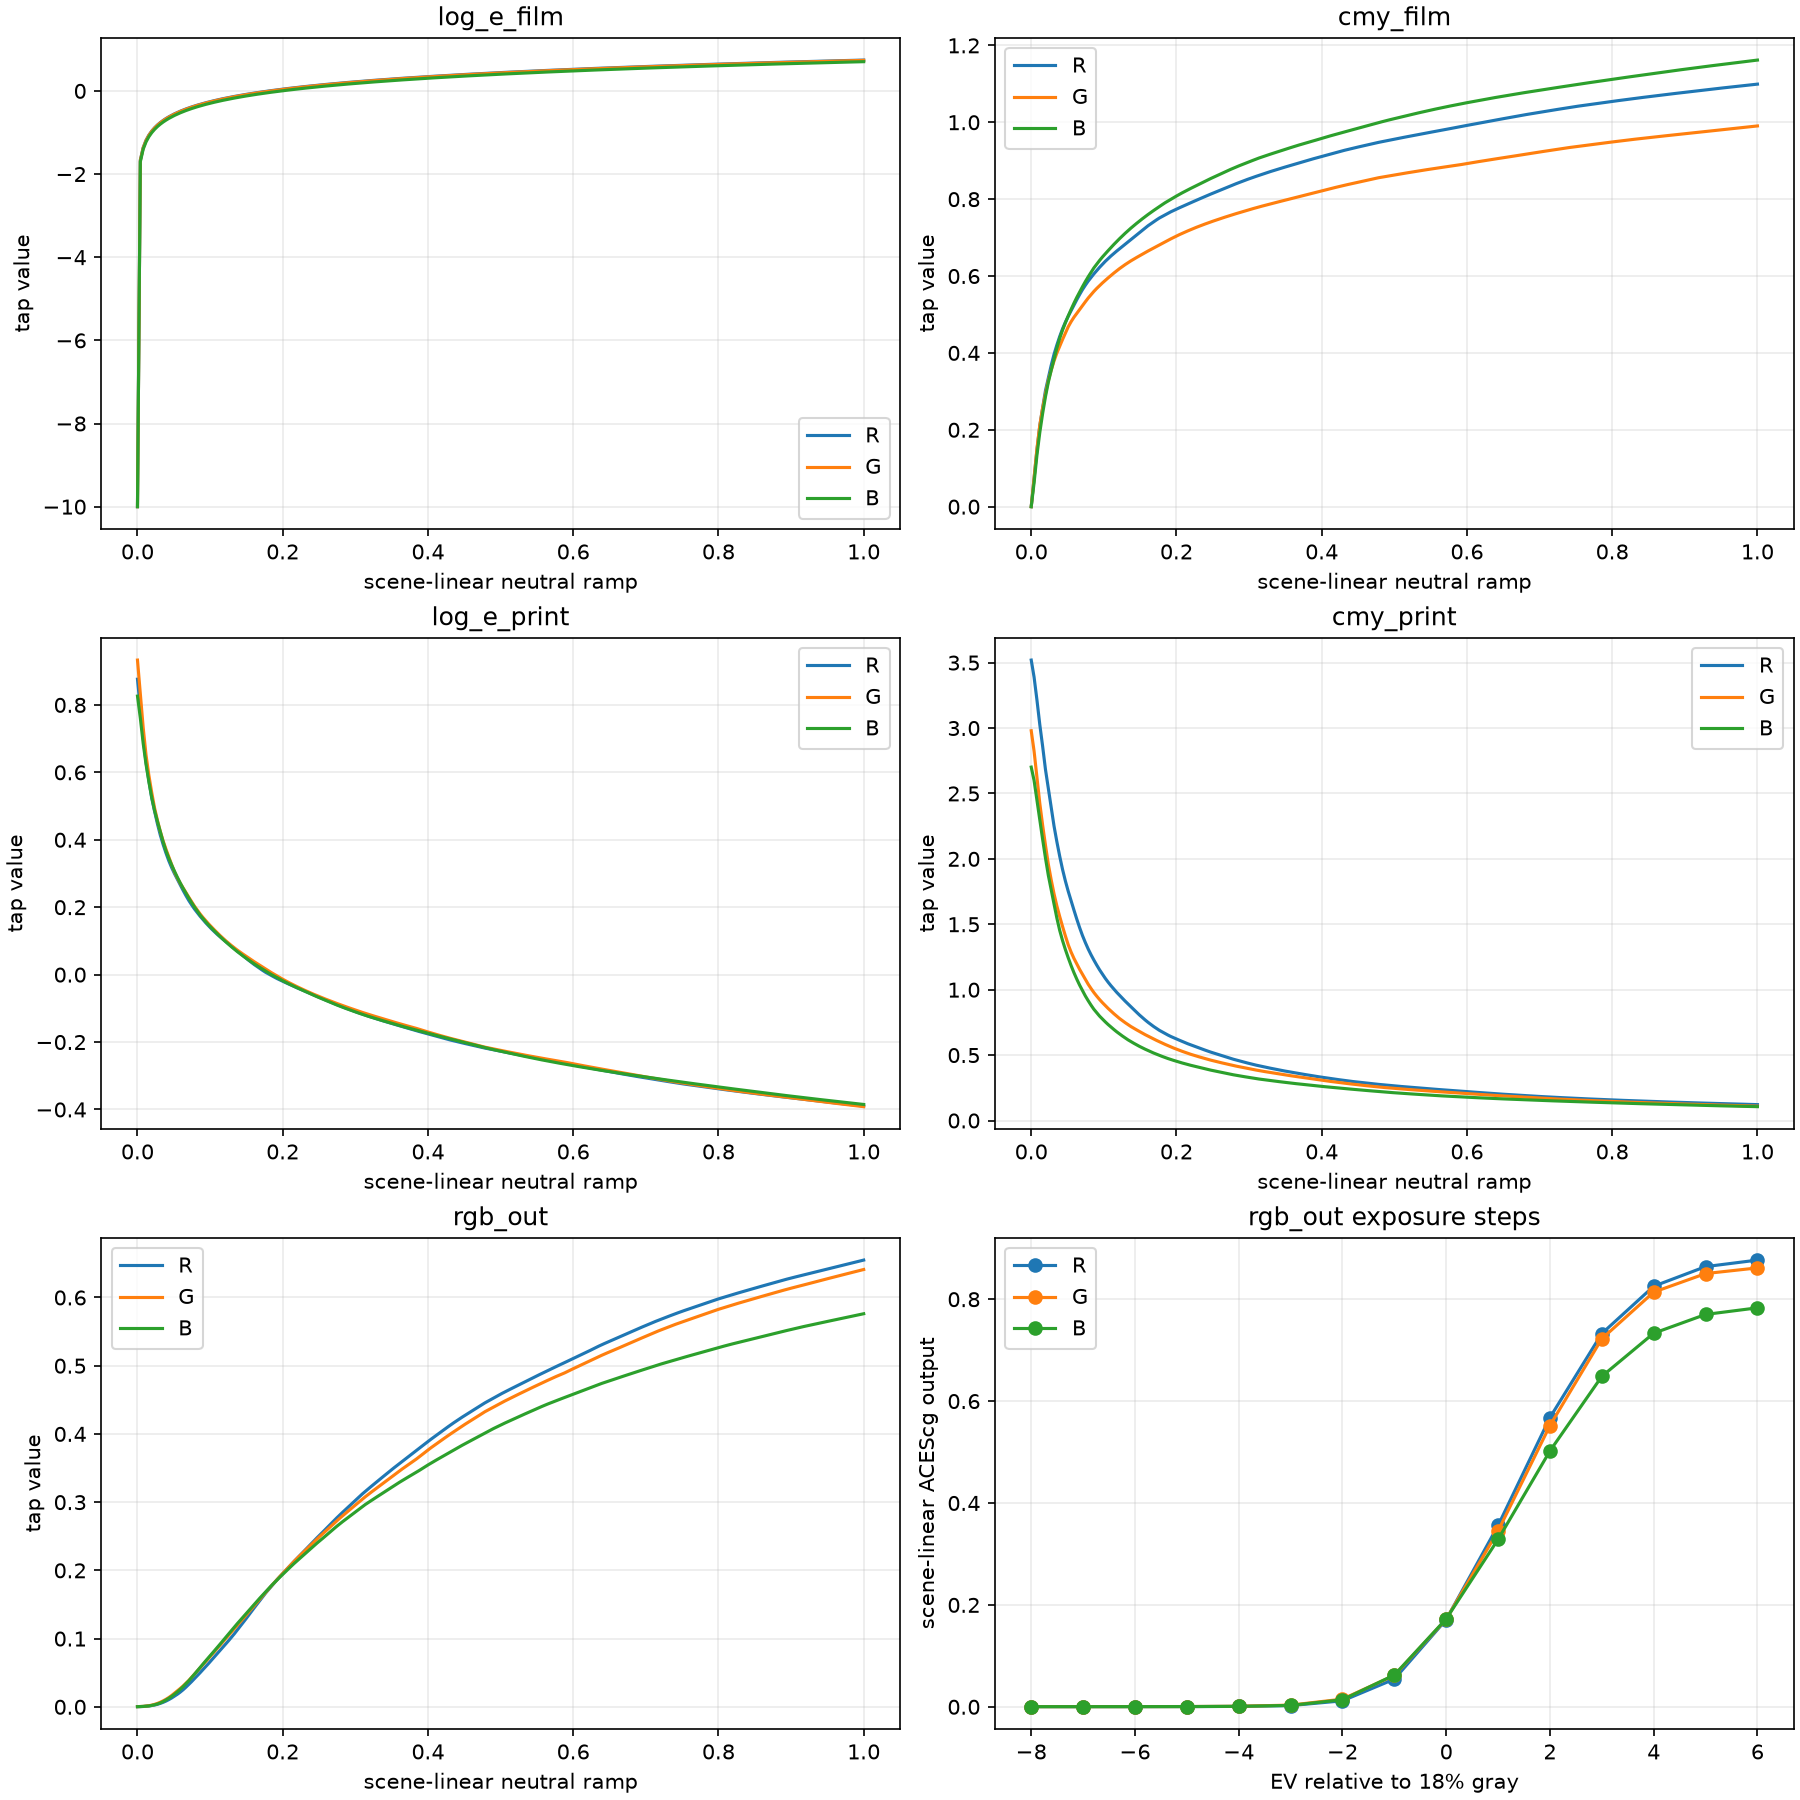 log_e_film
tap value
0
−2
−4
−6
−8
−10
R
G
B
0.0 0.2 0.4 0.6 0.8 1.0
scene-linear neutral ramp
cmy_film
tap value
1.2
1.0
0.8
0.6
0.4
0.2
0.0
R
G
B
0.0 0.2 0.4 0.6 0.8 1.0
scene-linear neutral ramp
log_e_print
tap value
0.8
0.6
0.4
0.2
0.0
−0.2
−0.4
R
G
B
0.0 0.2 0.4 0.6 0.8 1.0
scene-linear neutral ramp
cmy_print
tap value
3.5
3.0
2.5
2.0
1.5
1.0
0.5
0.0
R
G
B
0.0 0.2 0.4 0.6 0.8 1.0
scene-linear neutral ramp
rgb_out
tap value
0.6
0.5
0.4
0.3
0.2
0.1
0.0
R
G
B
0.0 0.2 0.4 0.6 0.8 1.0
scene-linear neutral ramp
rgb_out exposure steps
scene-linear ACEScg output
0.8
0.6
0.4
0.2
0.0
R
G
B
−8 −6 −4 −2 0 2 4 6
EV relative to 18% gray